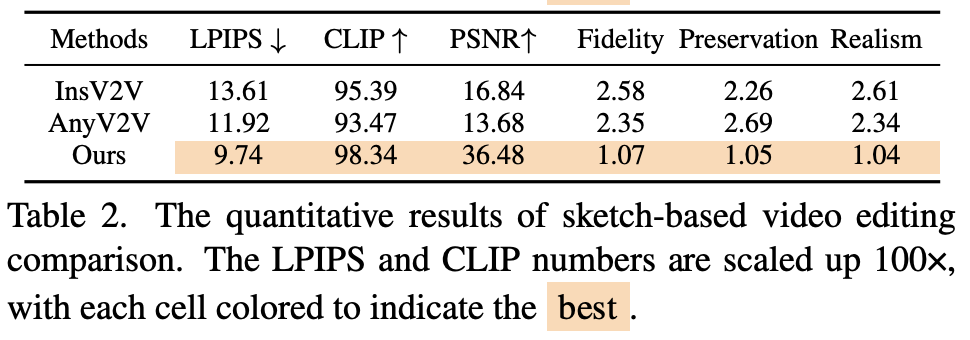 Methods LPIPS ↓ CLIP ↑ PSNR↑ Fidelity Preservation Realism
InsV2V 13.61 95.39 16.84 2.58 2.26 2.61
AnyV2V 11.92 93.47 13.68 2.35 2.69 2.34
Ours 9.74 98.34 36.48 1.07 1.05 1.04
Table 2. The quantitative results of sketch-based video editing
comparison. The LPIPS and CLIP numbers are scaled up 100×,
with each cell colored to indicate the best .